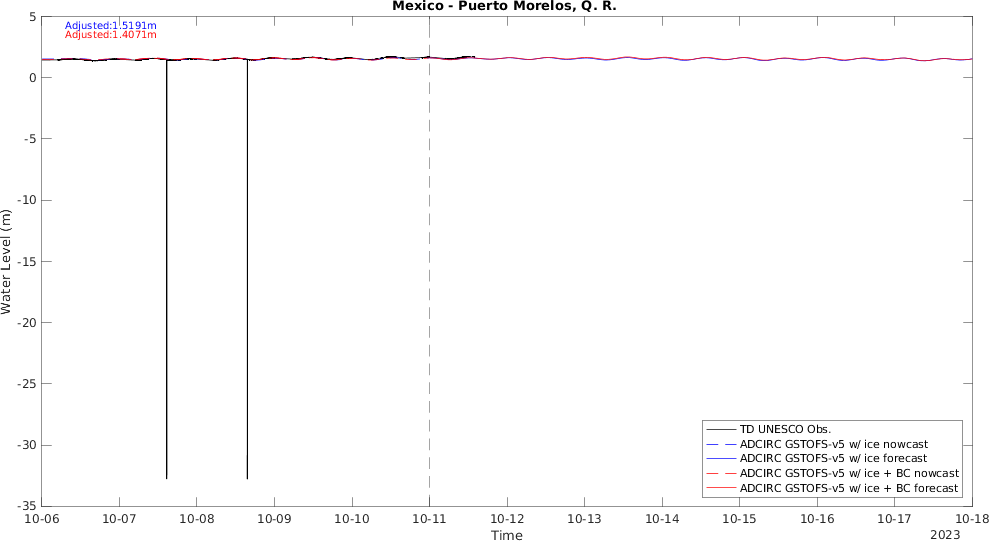 Mexico - Puerto Morelos, Q. R.
Adjusted:1.5191m
Adjusted:1.4071m
5
0
-5
-10
-15
-20
-25
-30
-35
Water Level (m)
TD UNESCO Obs.
ADCIRC GSTOFS-v5 w/ ice nowcast
ADCIRC GSTOFS-v5 w/ ice forecast
ADCIRC GSTOFS-v5 w/ ice + BC nowcast
ADCIRC GSTOFS-v5 w/ ice + BC forecast
10-06 10-07 10-08 10-09 10-10 10-11 10-12 10-13 10-14 10-15 10-16 10-17 10-18
Time
2023